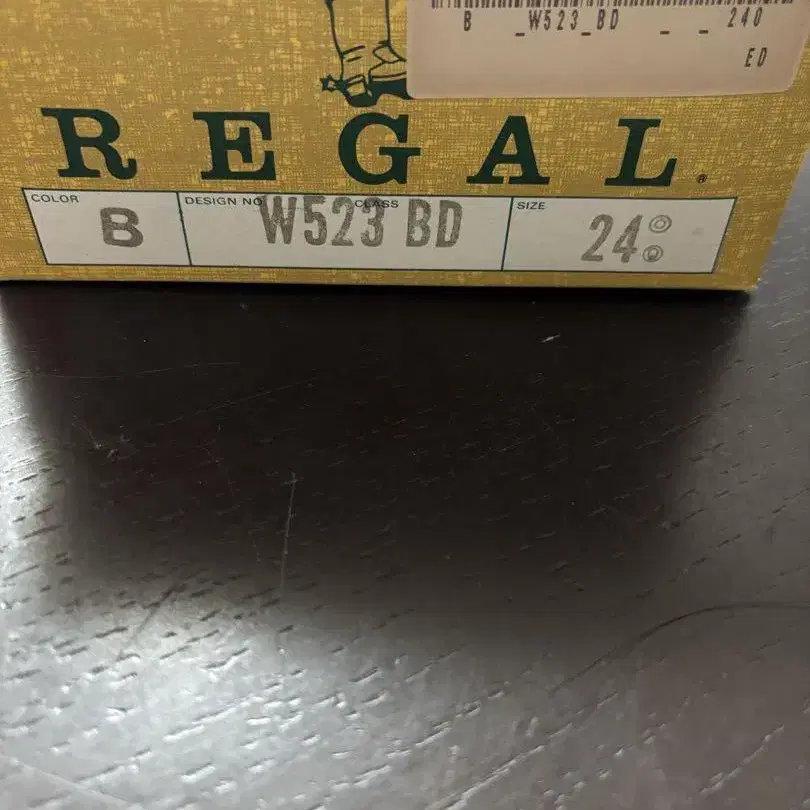 B _W523_BD _ _ 240
ED
REGAL®
COLOR DESIGN NO. CLASS SIZE
B W523 BD 24